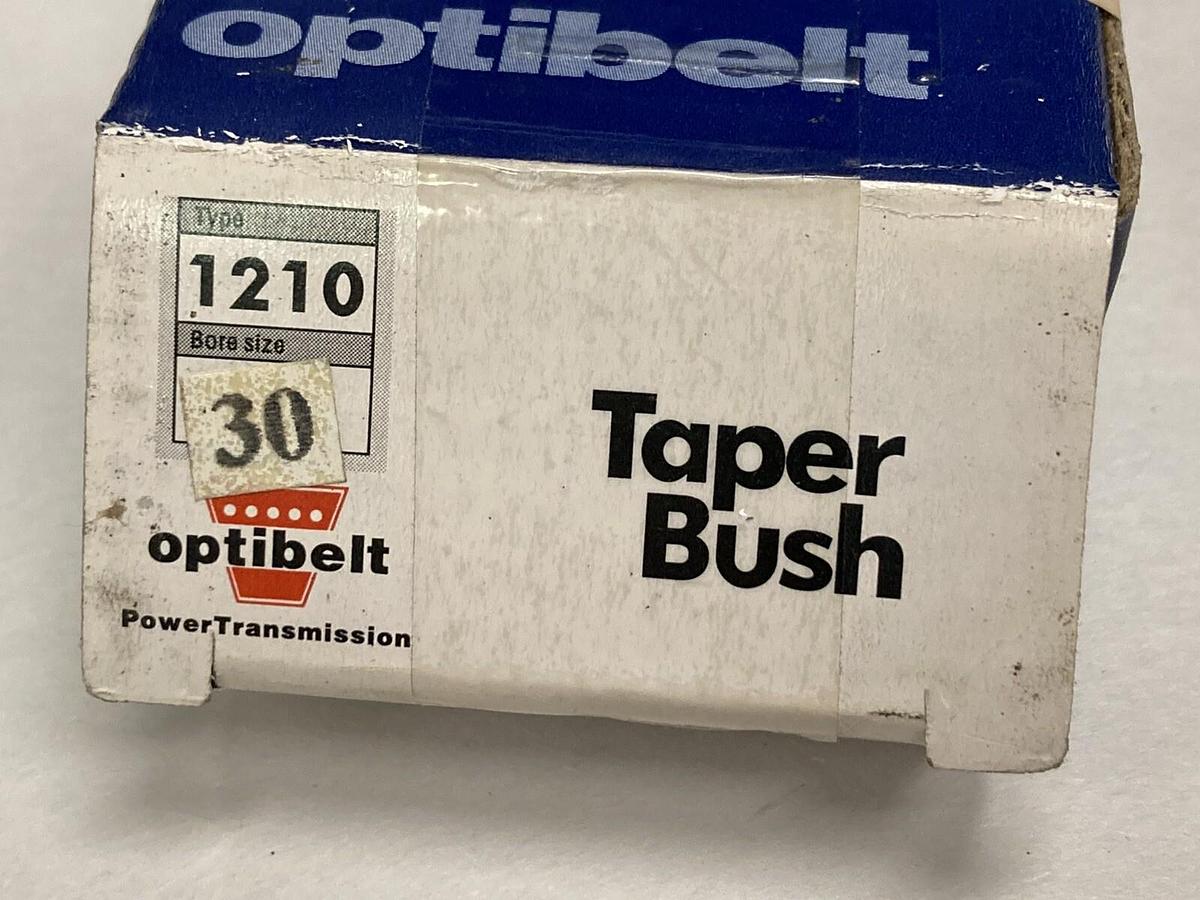 optibelt
Type
1210
Bore size
30
optibelt
PowerTransmission
Taper
Bush